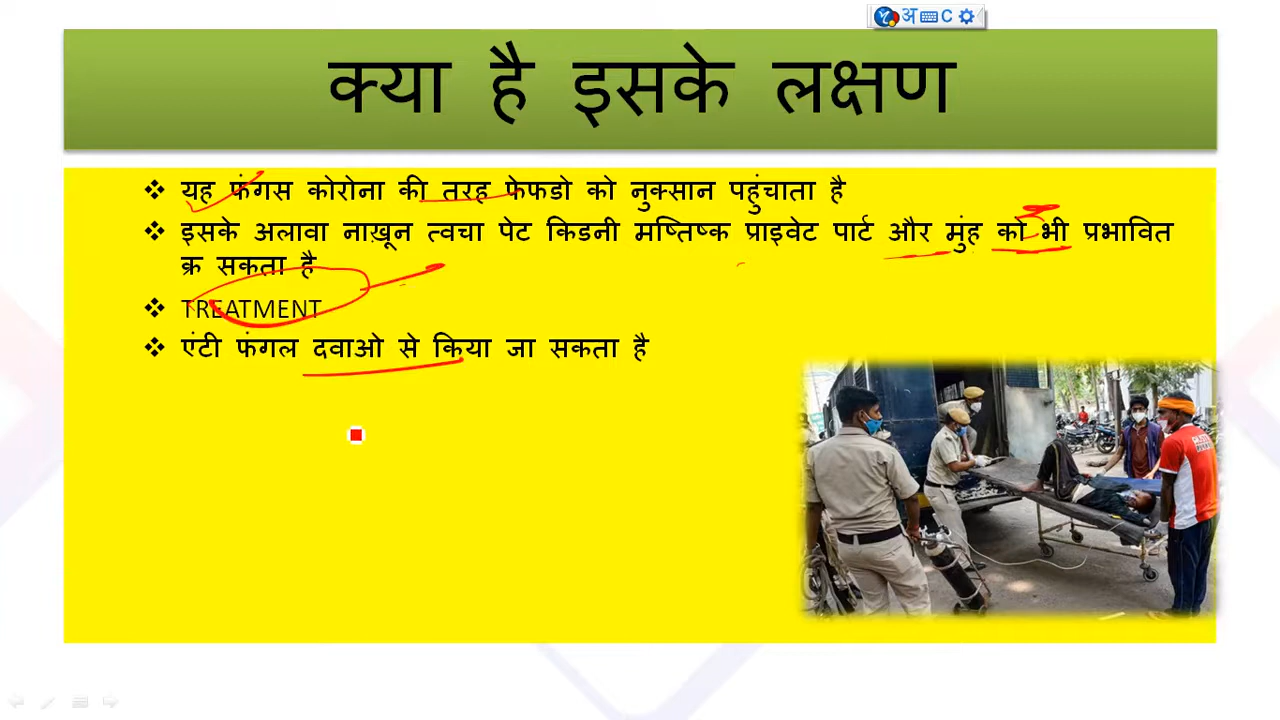 अ C
क्या है इसके लक्षण
❖ यह फंगस कोरोना की तरह फेफडो को नुक्सान पहुंचाता है
❖ इसके अलावा नाख़ून त्वचा पेट किडनी मष्तिष्क प्राइवेट पार्ट और मुंह को भी प्रभावित
क्र सकता है
❖ TREATMENT
❖ एंटी फंगल दवाओ से किया जा सकता है